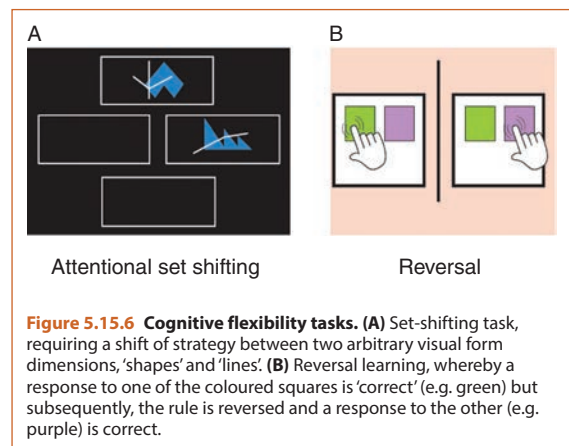 A
B
Attentional set shifting
Reversal
Figure 5.15.6 Cognitive flexibility tasks. (A) Set-shifting task,
requiring a shift of strategy between two arbitrary visual form
dimensions, ‘shapes’ and ‘lines’. (B) Reversal learning, whereby a
response to one of the coloured squares is ‘correct’ (e.g. green) but
subsequently, the rule is reversed and a response to the other (e.g.
purple) is correct.